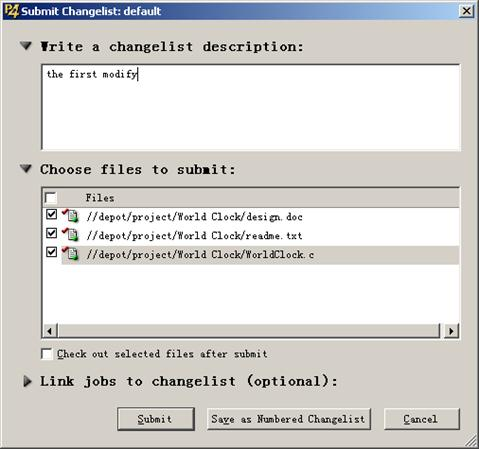 P4 Submit Changelist: default
Write a changelist description:
the first modify
Choose files to submit:
Files
//depot/project/World Clock/design.doc
//depot/project/World Clock/readme.txt
//depot/project/World Clock/WorldClock.c
Check out selected files after submit
Link jobs to changelist (optional):
Submit Save as Numbered Changelist Cancel